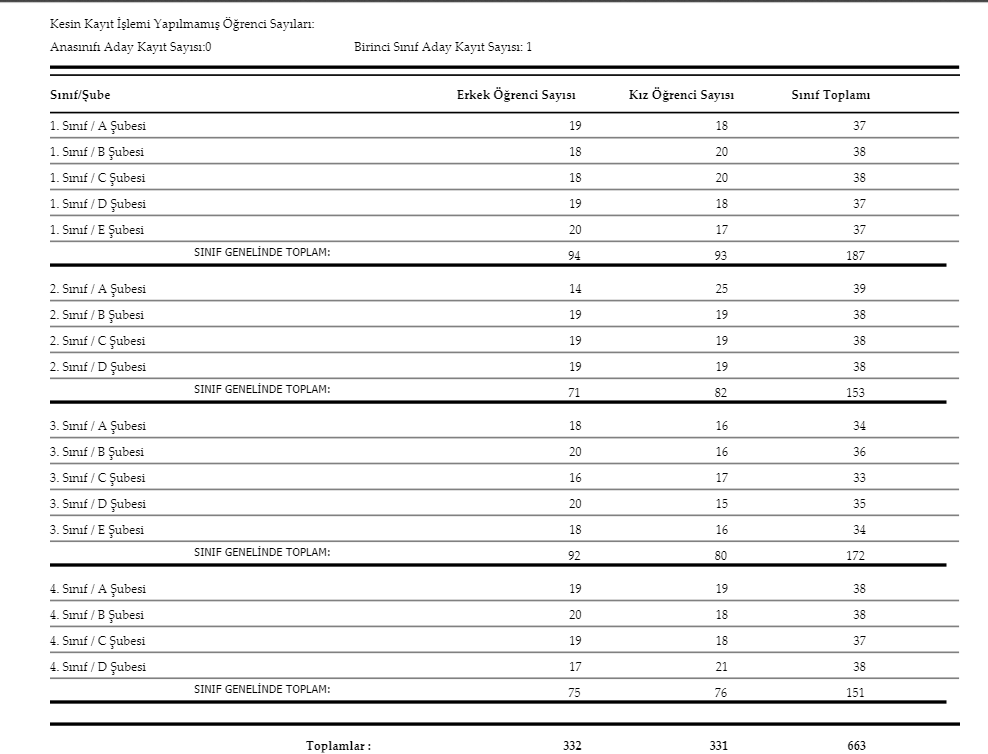 Kesin Kayıt İşlemi Yapılmamış Öğrenci Sayıları:
Anasınıfı Aday Kayıt Sayısı:0 Birinci Sınıf Aday Kayıt Sayısı: 1
Sınıf/Şube Erkek Öğrenci Sayısı Kız Öğrenci Sayısı Sınıf Toplamı
1. Sınıf / A Şubesi 19 18 37
1. Sınıf / B Şubesi 18 20 38
1. Sınıf / C Şubesi 18 20 38
1. Sınıf / D Şubesi 19 18 37
1. Sınıf / E Şubesi 20 17 37
SINIF GENELİNDE TOPLAM: 94 93 187
2. Sınıf / A Şubesi 14 25 39
2. Sınıf / B Şubesi 19 19 38
2. Sınıf / C Şubesi 19 19 38
2. Sınıf / D Şubesi 19 19 38
SINIF GENELİNDE TOPLAM: 71 82 153
3. Sınıf / A Şubesi 18 16 34
3. Sınıf / B Şubesi 20 16 36
3. Sınıf / C Şubesi 16 17 33
3. Sınıf / D Şubesi 20 15 35
3. Sınıf / E Şubesi 18 16 34
SINIF GENELİNDE TOPLAM: 92 80 172
4. Sınıf / A Şubesi 19 19 38
4. Sınıf / B Şubesi 20 18 38
4. Sınıf / C Şubesi 19 18 37
4. Sınıf / D Şubesi 17 21 38
SINIF GENELİNDE TOPLAM: 75 76 151
Toplamlar : 332 331 663